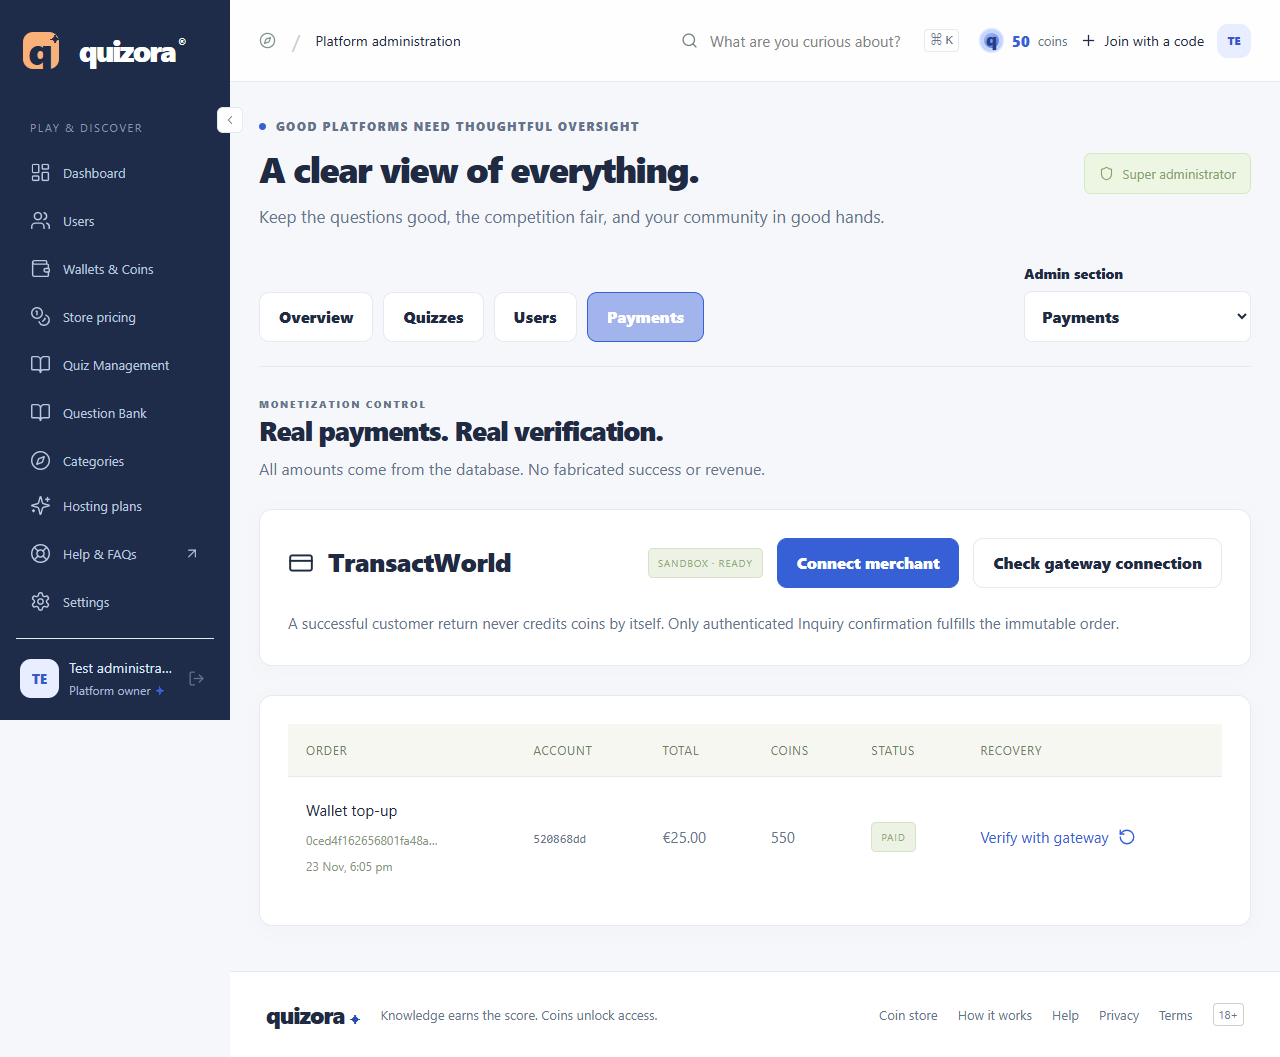 quizora
Platform administration
What are you curious about?
⌘ K
50 coins
Join with a code
TE
PLAY & DISCOVER
Dashboard
Users
Wallets & Coins
Store pricing
Quiz Management
Question Bank
Categories
Hosting plans
Help & FAQs
Settings
TE
Test administra...
Platform owner
GOOD PLATFORMS NEED THOUGHTFUL OVERSIGHT
A clear view of everything.
Super administrator
Keep the questions good, the competition fair, and your community in good hands.
Admin section
Overview
Quizzes
Users
Payments
Payments
MONETIZATION CONTROL
Real payments. Real verification.
All amounts come from the database. No fabricated success or revenue.
TransactWorld
SANDBOX · READY
Connect merchant
Check gateway connection
A successful customer return never credits coins by itself. Only authenticated Inquiry confirmation fulfills the immutable order.
ORDER ACCOUNT TOTAL COINS STATUS RECOVERY
Wallet top-up
0ced4f162656801fa48a...
23 Nov, 6:05 pm
520868dd
€25.00
550
PAID
Verify with gateway
quizora
Knowledge earns the score. Coins unlock access.
Coin store
How it works
Help
Privacy
Terms
18+